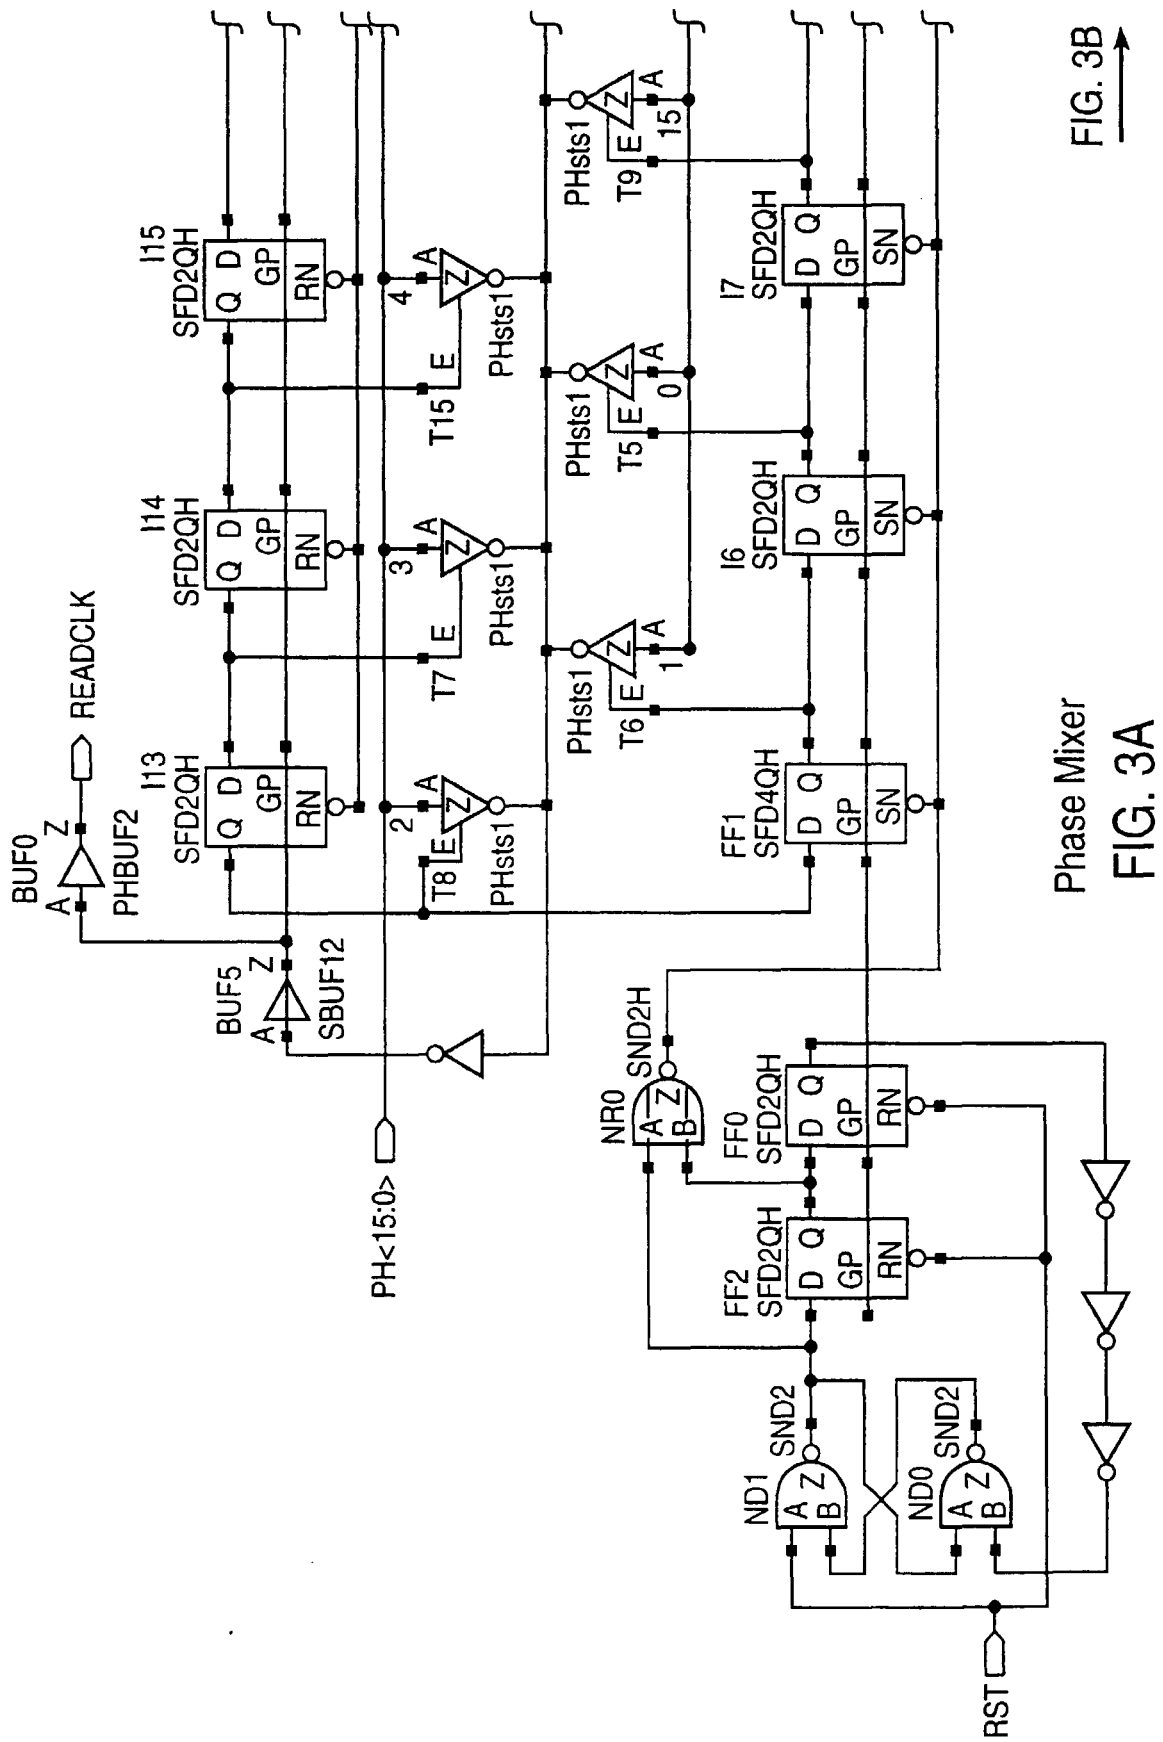 BUF0
A Z
PHBUF2
READCLK
BUF5
A Z
SBUF12
I13
SFD2QH
Q D
GP
RN
I14
SFD2QH
Q D
GP
RN
I15
SFD2QH
Q D
GP
RN
PH<15:0>
2 A
T8 E Z
PHsts1
3 A
T7 E Z
PHsts1
4 A
T15 E Z
PHsts1
PHsts1
Z
T6 E A
1
PHsts1
Z
T5 E A
0
PHsts1
Z
T9 E A
15
NR0
SND2H
A Z
B
FF2
SFD2QH
D Q
GP
RN
FF0
SFD2QH
D Q
GP
RN
FF1
SFD4QH
D Q
GP
SN
I6
SFD2QH
D Q
GP
SN
I7
SFD2QH
D Q
GP
SN
ND1
SND2
A Z
B
ND0
SND2
A Z
B
RST
Phase Mixer
FIG. 3A
FIG. 3B